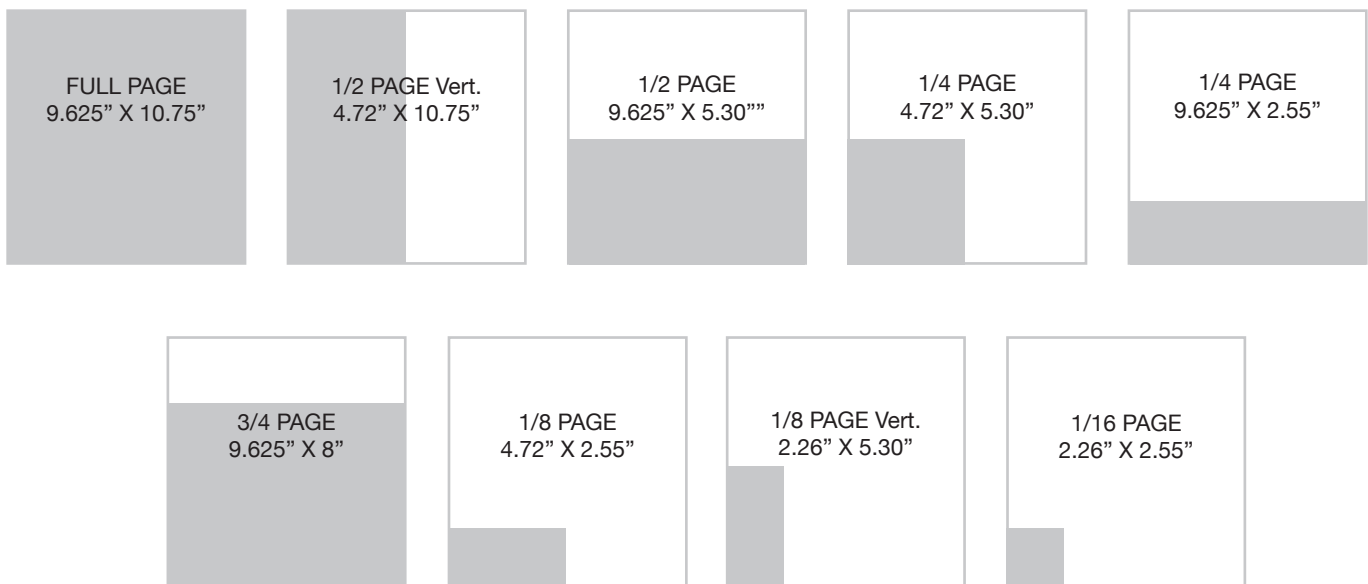 FULL PAGE
9.625” X 10.75”
1/2 PAGE Vert.
4.72” X 10.75”
1/2 PAGE
9.625” X 5.30””
1/4 PAGE
4.72” X 5.30”
1/4 PAGE
9.625” X 2.55”
3/4 PAGE
9.625” X 8”
1/8 PAGE
4.72” X 2.55”
1/8 PAGE Vert.
2.26” X 5.30”
1/16 PAGE
2.26” X 2.55”